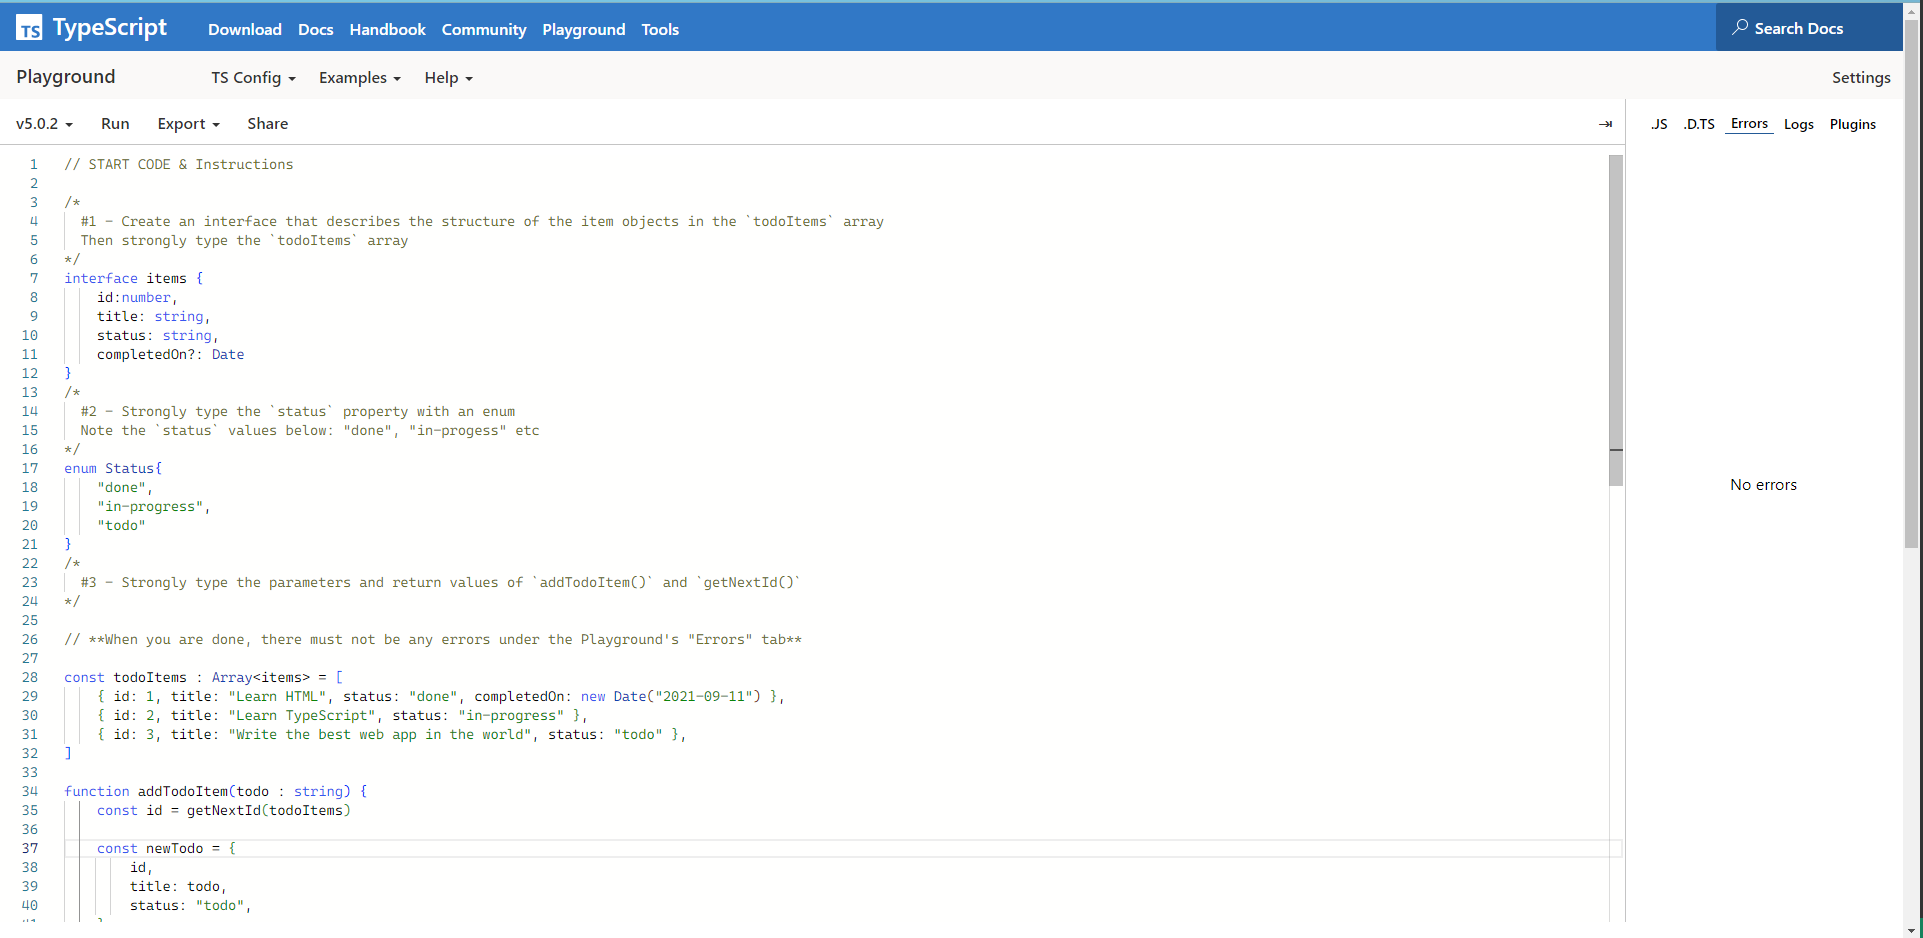 TS TypeScript Download Docs Handbook Community Playground Tools Search Docs
Playground TS Config Examples Help Settings
v5.0.2 Run Export Share .JS .D.TS Errors Logs Plugins
1 // START CODE & Instructions
2
3 /*
4 #1 - Create an interface that describes the structure of the item objects in the `todoItems` array
5 Then strongly type the `todoItems` array
6 */
7 interface items {
8 id:number,
9 title: string,
10 status: string,
11 completedOn?: Date
12 }
13 /*
14 #2 - Strongly type the `status` property with an enum
15 Note the `status` values below: "done", "in-progess" etc
16 */
17 enum Status{
18 "done",
19 "in-progress",
20 "todo"
21 }
22 /*
23 #3 - Strongly type the parameters and return values of `addTodoItem()` and `getNextId()`
24 */
25
26 // **When you are done, there must not be any errors under the Playground's "Errors" tab**
27
28 const todoItems : Array<items> = [
29 { id: 1, title: "Learn HTML", status: "done", completedOn: new Date("2021-09-11") },
30 { id: 2, title: "Learn TypeScript", status: "in-progress" },
31 { id: 3, title: "Write the best web app in the world", status: "todo" },
32 ]
33
34 function addTodoItem(todo : string) {
35 const id = getNextId(todoItems)
36
37 const newTodo = {
38 id,
39 title: todo,
40 status: "todo",
No errors